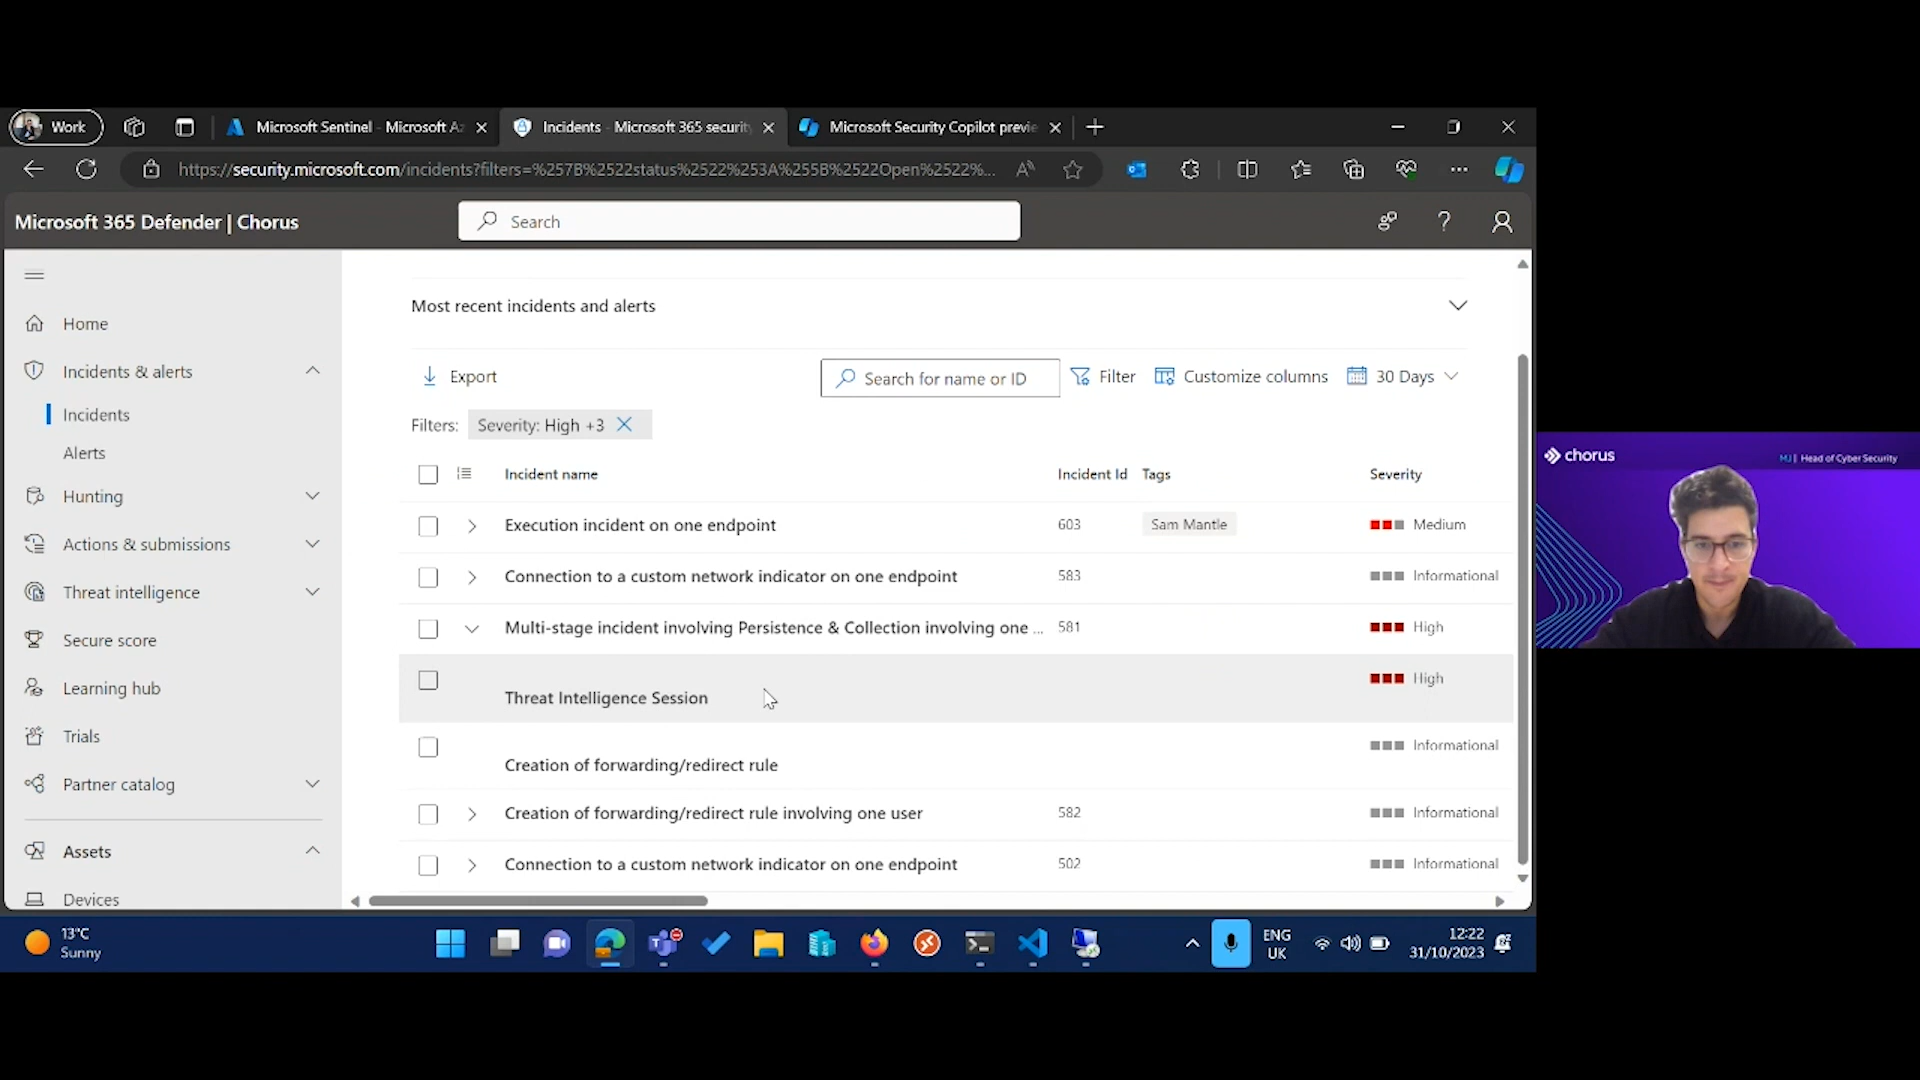 Work
Microsoft Sentinel - Microsoft Az
Incidents - Microsoft 365 security
Microsoft Security Copilot previe
https://security.microsoft.com/incidents?filters=%257B%2522status%2522%253A%255B%2522Open%2522%...
Microsoft 365 Defender | Chorus
Search
Most recent incidents and alerts
Export
Search for name or ID
Filter
Customize columns
30 Days
Filters:
Severity: High +3
Incident name
Incident Id
Tags
Severity
Execution incident on one endpoint
603
Sam Mantle
Medium
Connection to a custom network indicator on one endpoint
583
Informational
Multi-stage incident involving Persistence & Collection involving one ...
581
High
Threat Intelligence Session
High
Creation of forwarding/redirect rule
Informational
Creation of forwarding/redirect rule involving one user
582
Informational
Connection to a custom network indicator on one endpoint
502
Informational
Home
Incidents & alerts
Incidents
Alerts
Hunting
Actions & submissions
Threat intelligence
Secure score
Learning hub
Trials
Partner catalog
Assets
Devices
chorus
MJ | Head of Cyber Security
13°C
Sunny
ENG
UK
12:22
31/10/2023